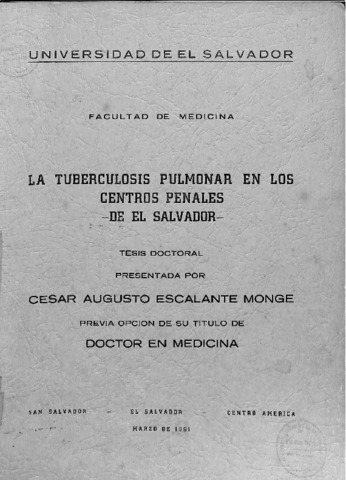 UNIVERSIDAD DE EL SALVADOR
FACULTAD DE MEDICINA
LA TUBERCULOSIS PULMONAR EN LOS
CENTROS PENALES
-DE EL SALVADOR-
TESIS DOCTORAL
PRESENTADA POR
CESAR AUGUSTO ESCALANTE MONGE
PREVIA OPCION DE SU TITULO DE
DOCTOR EN MEDICINA
SAN SALVADOR - EL SALVADOR - CENTRO AMERICA
MARZO DE